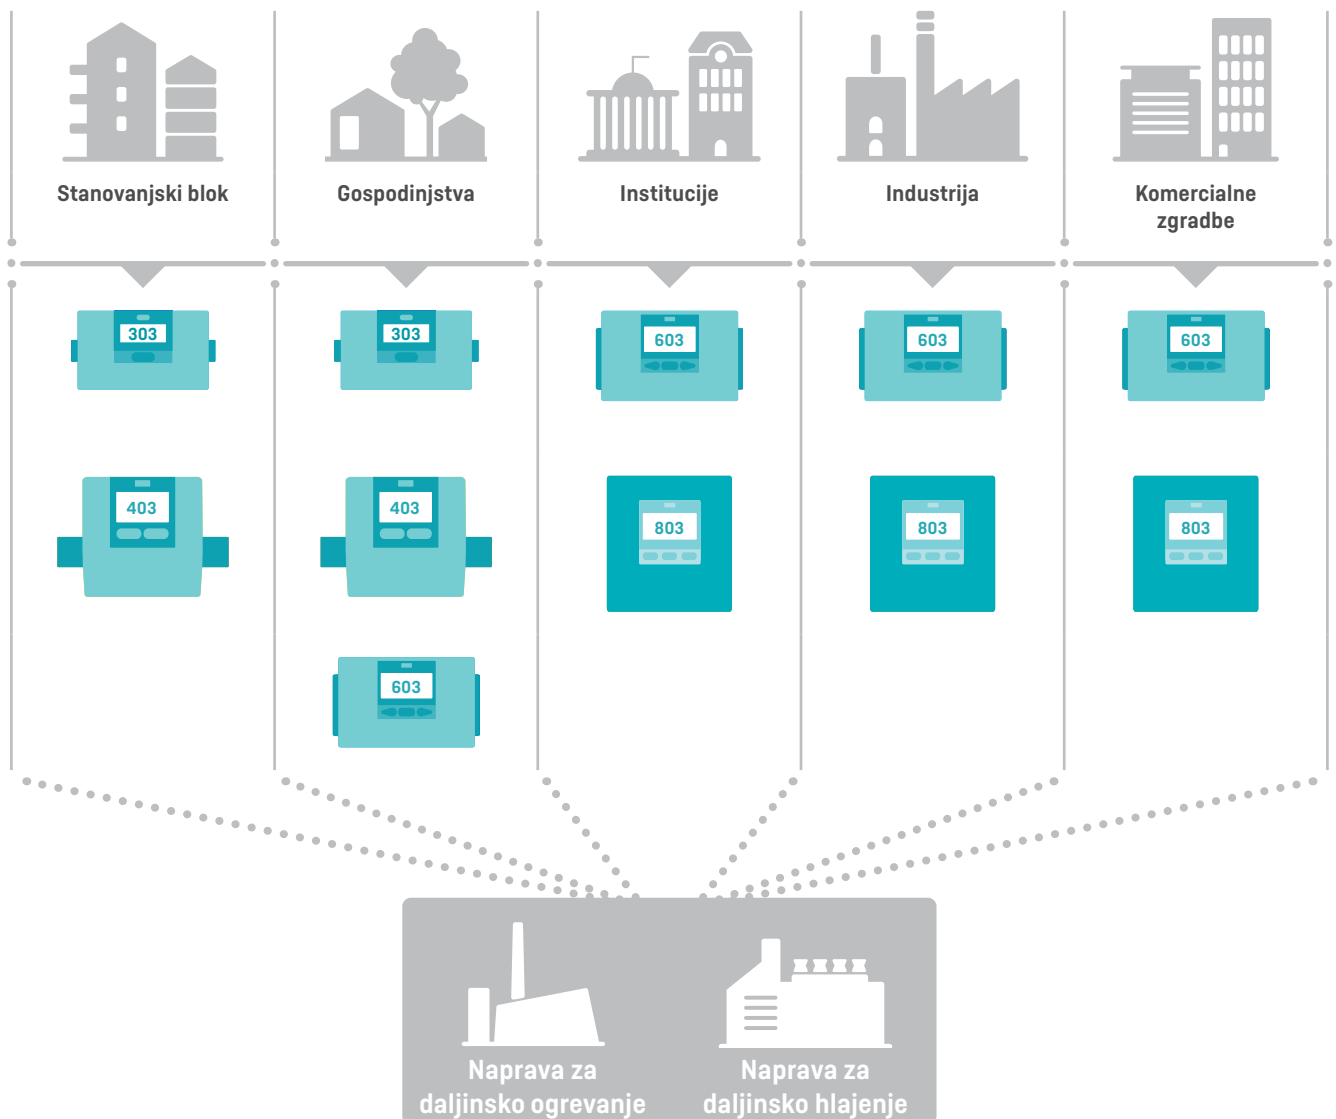 Stanovanjski blok
Gospodinjstva
Institucije
Industrija
Komercialne
zgradbe
303
303
603
603
603
403
403
803
803
803
603
Naprava za
daljinsko ogrevanje
Naprava za
daljinsko hlajenje